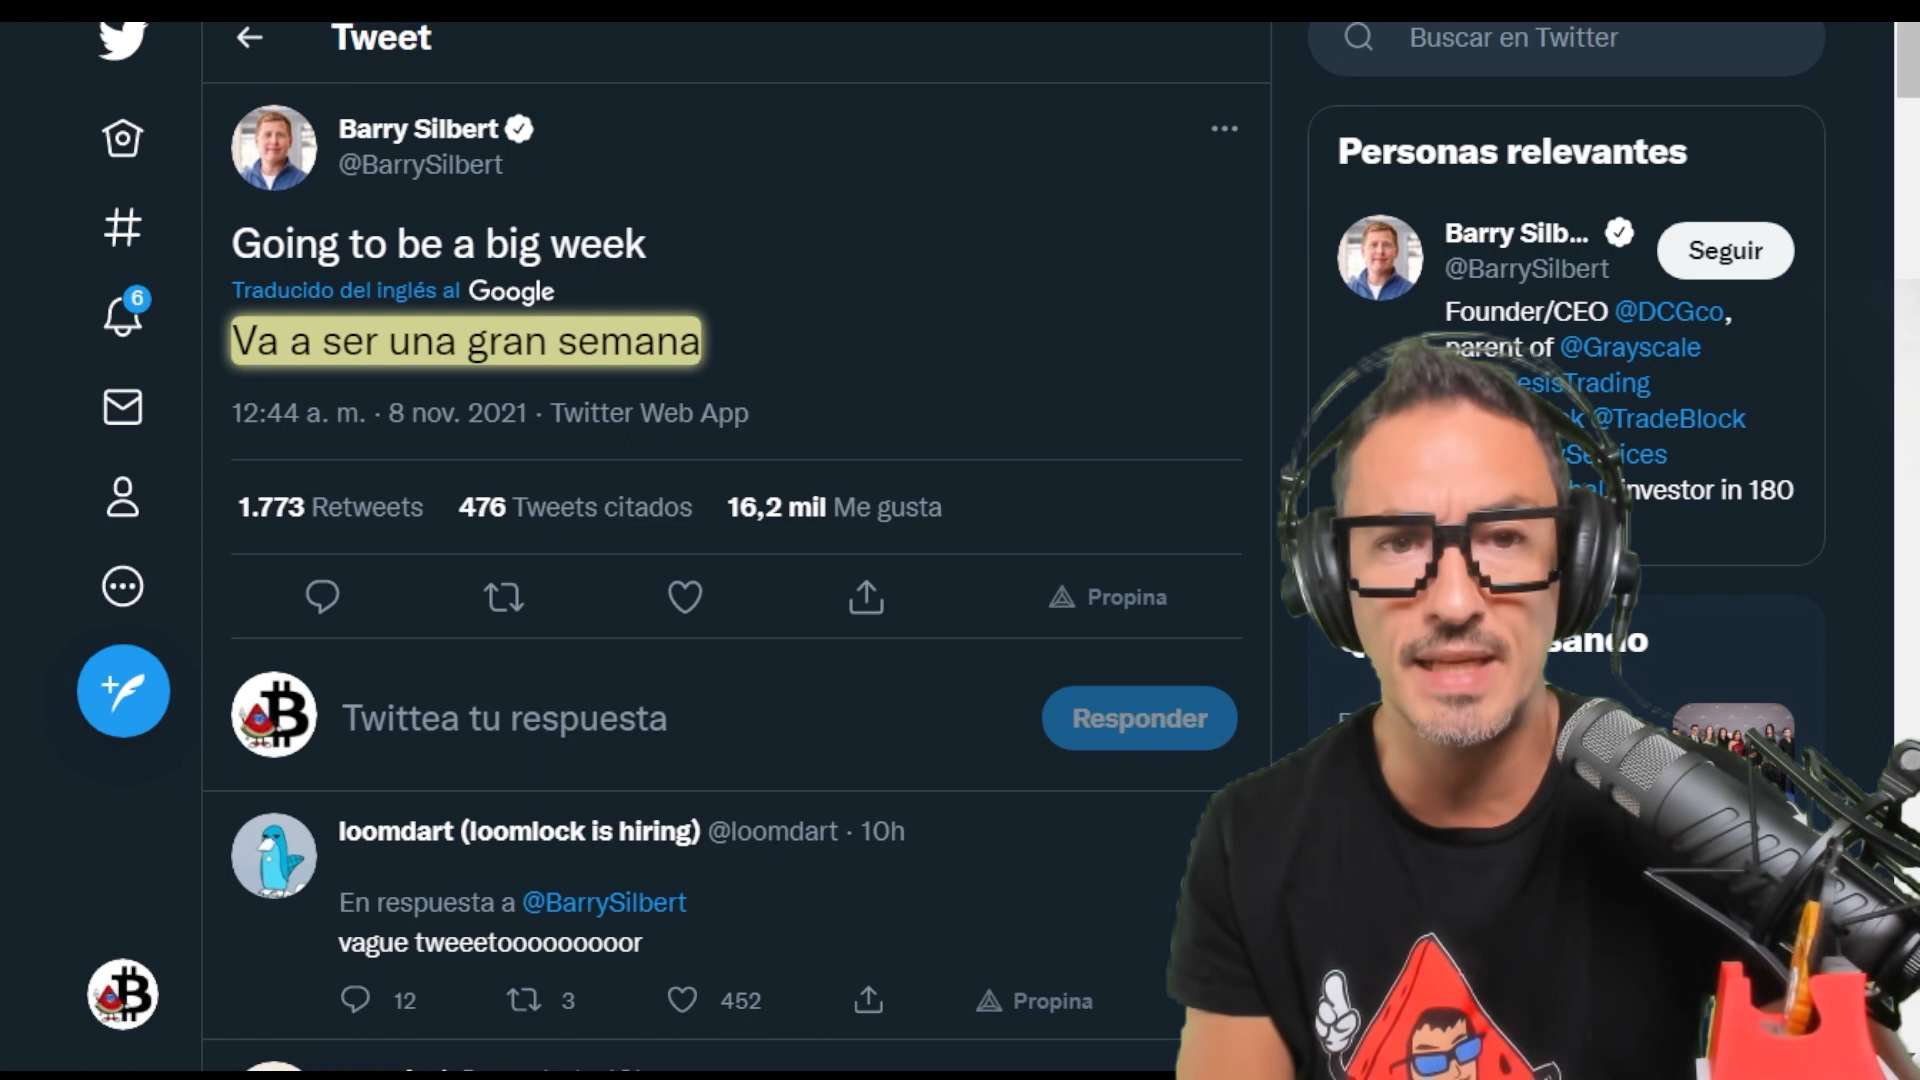 Tweet
Buscar en Twitter
Barry Silbert
@BarrySilbert
Going to be a big week
Traducido del inglés al Google
Va a ser una gran semana
12:44 a. m. · 8 nov. 2021 · Twitter Web App
1.773 Retweets 476 Tweets citados 16,2 mil Me gusta
Propina
Twittea tu respuesta
Responder
loomdart (loomlock is hiring) @loomdart · 10h
En respuesta a @BarrySilbert
vague tweeetooooooooor
12 3 452 Propina
6
Personas relevantes
Barry Silb...
@BarrySilbert
Seguir
Founder/CEO @DCGco,
parent of @Grayscale
esisTrading
@TradeBlock
investor in 180